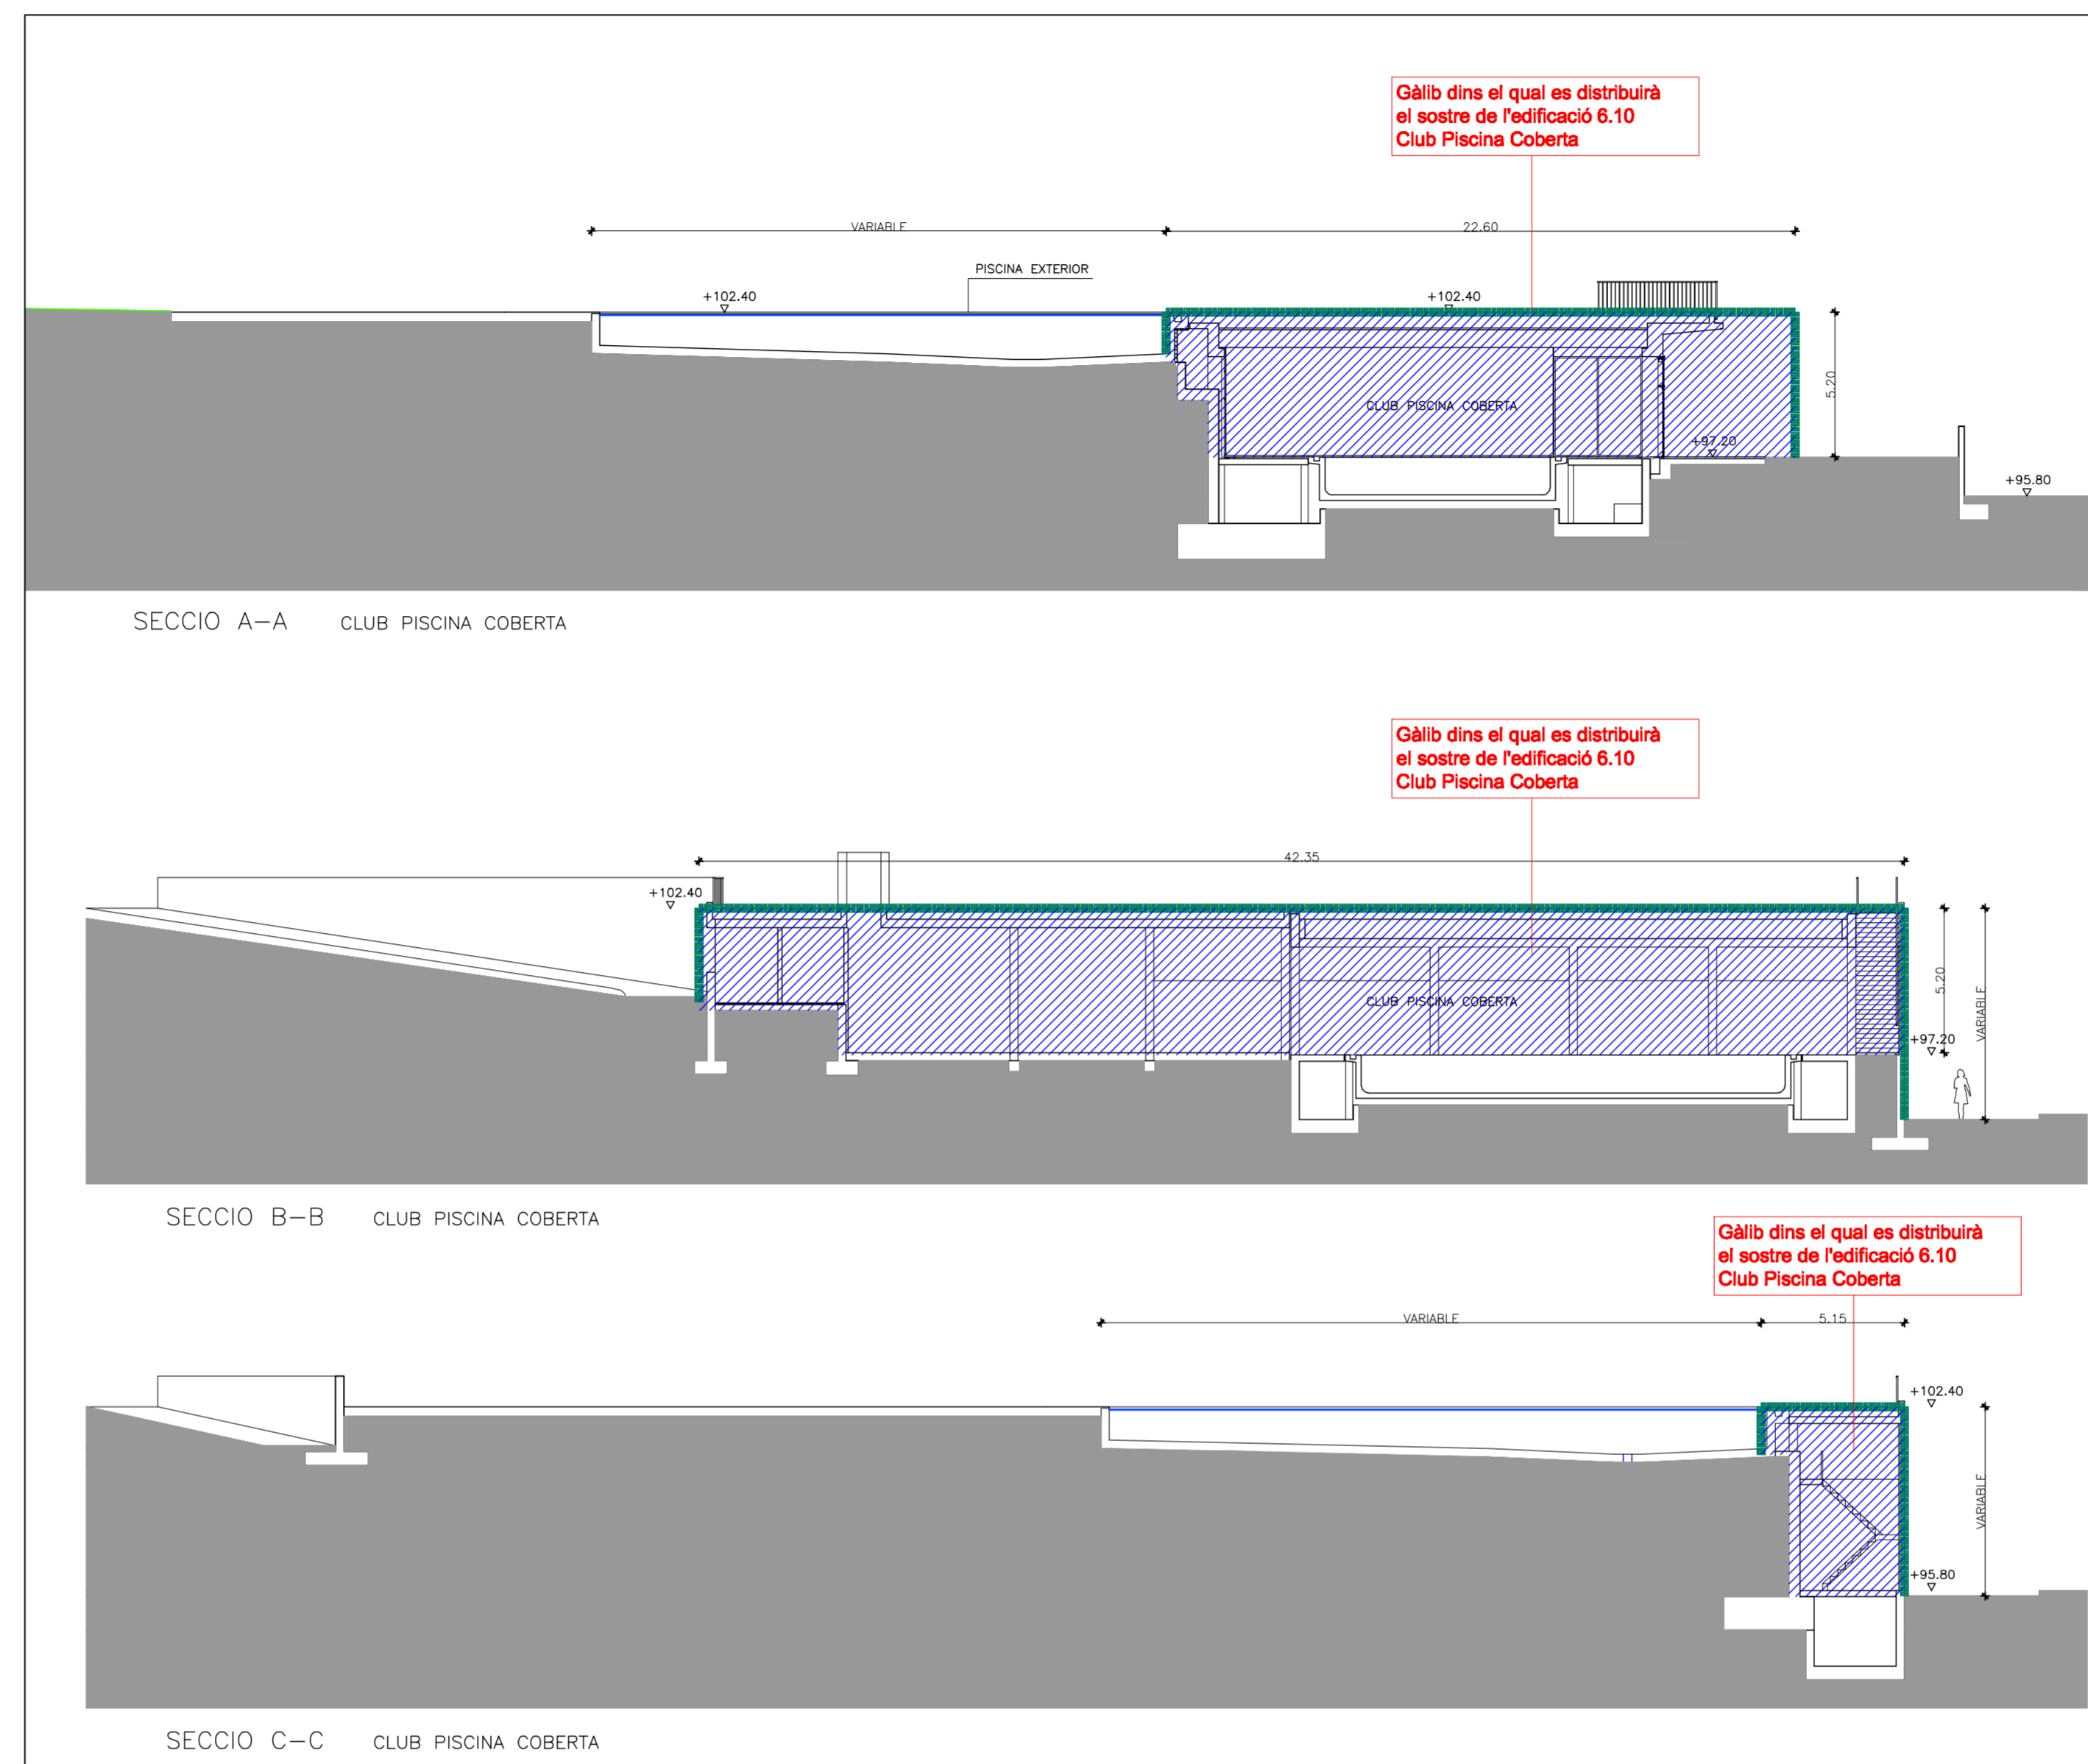 Gàlib dins el qual es distribuirà
el sostre de l'edificació 6.10
Club Piscina Coberta
VARIABLE
22.60
PISCINA EXTERIOR
+102.40
+102.40
5.20
CLUB PISCINA COBERTA
+97.20
+95.80
SECCIO A-A CLUB PISCINA COBERTA
Gàlib dins el qual es distribuirà
el sostre de l'edificació 6.10
Club Piscina Coberta
42.35
+102.40
5.20
VARIABLE
CLUB PISCINA COBERTA
+97.20
SECCIO B-B CLUB PISCINA COBERTA
Gàlib dins el qual es distribuirà
el sostre de l'edificació 6.10
Club Piscina Coberta
VARIABLE
5.15
+102.40
VARIABLE
+95.80
SECCIO C-C CLUB PISCINA COBERTA